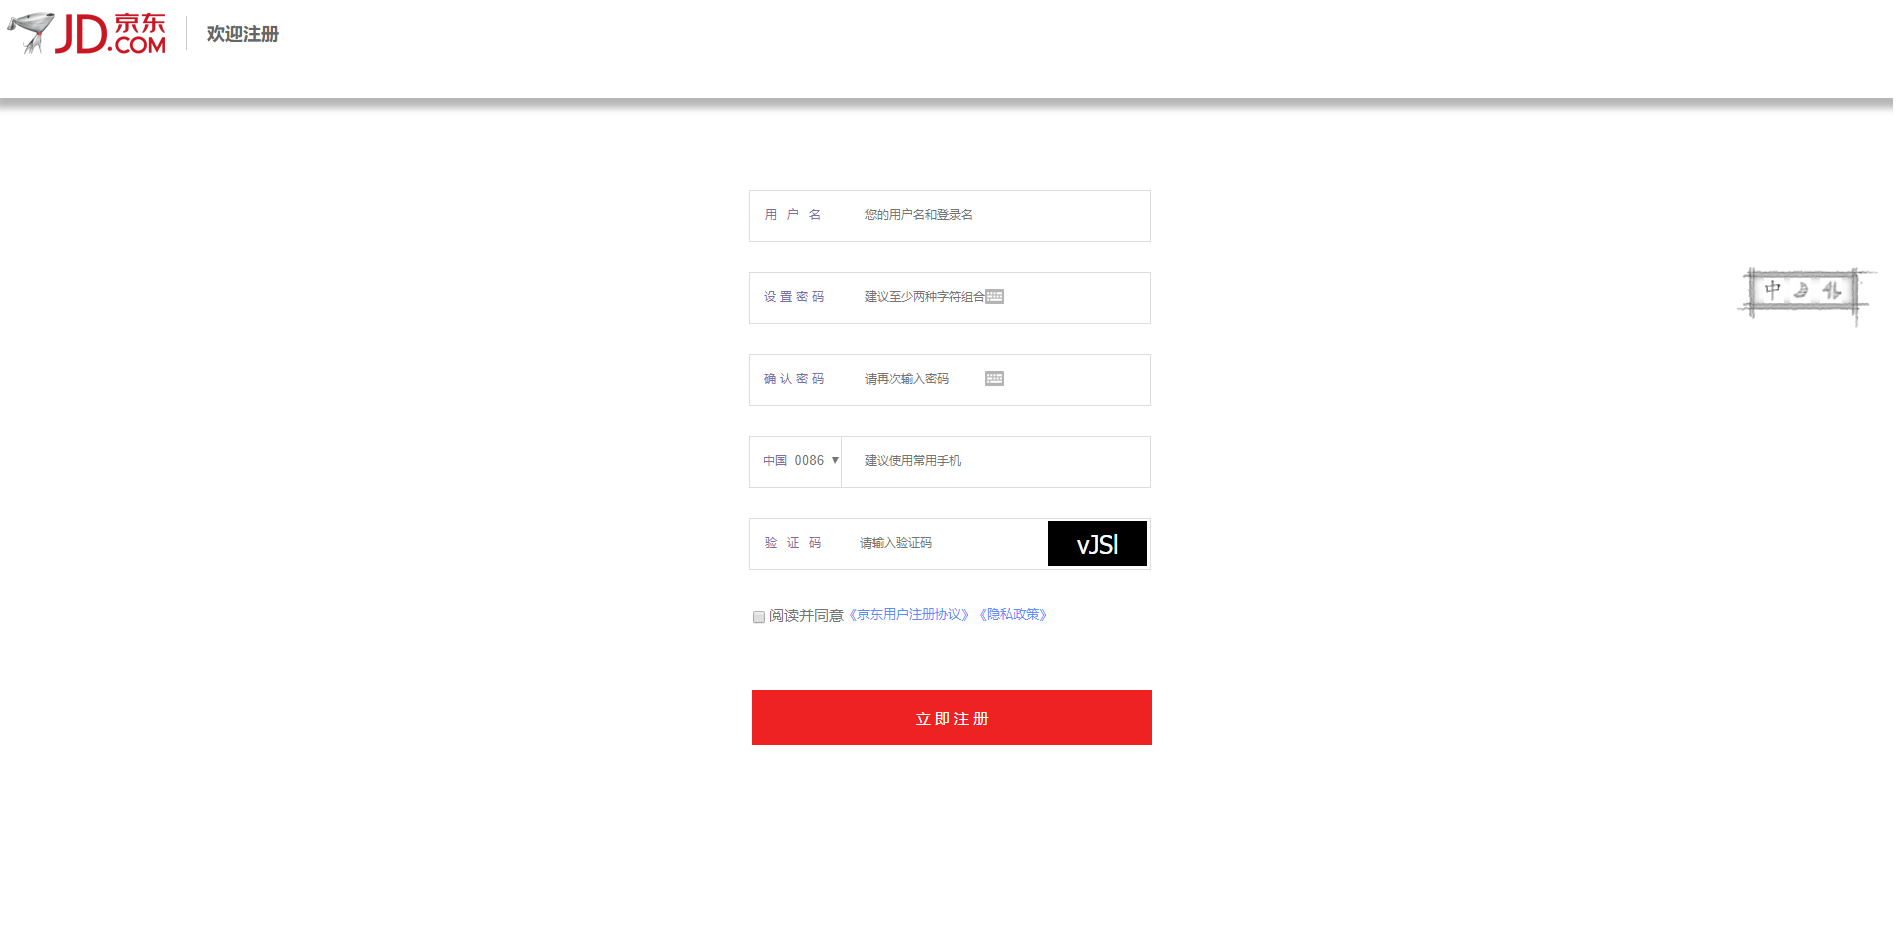 JD京东.COM 欢迎注册
用 户 名 您的用户名和登录名
设 置 密 码 建议至少两种字符组合
中
确 认 密 码 请再次输入密码
中国 0086 ▼ 建议使用常用手机
验 证 码 请输入验证码 vJSl
阅读并同意《京东用户注册协议》《隐私政策》
立即注册